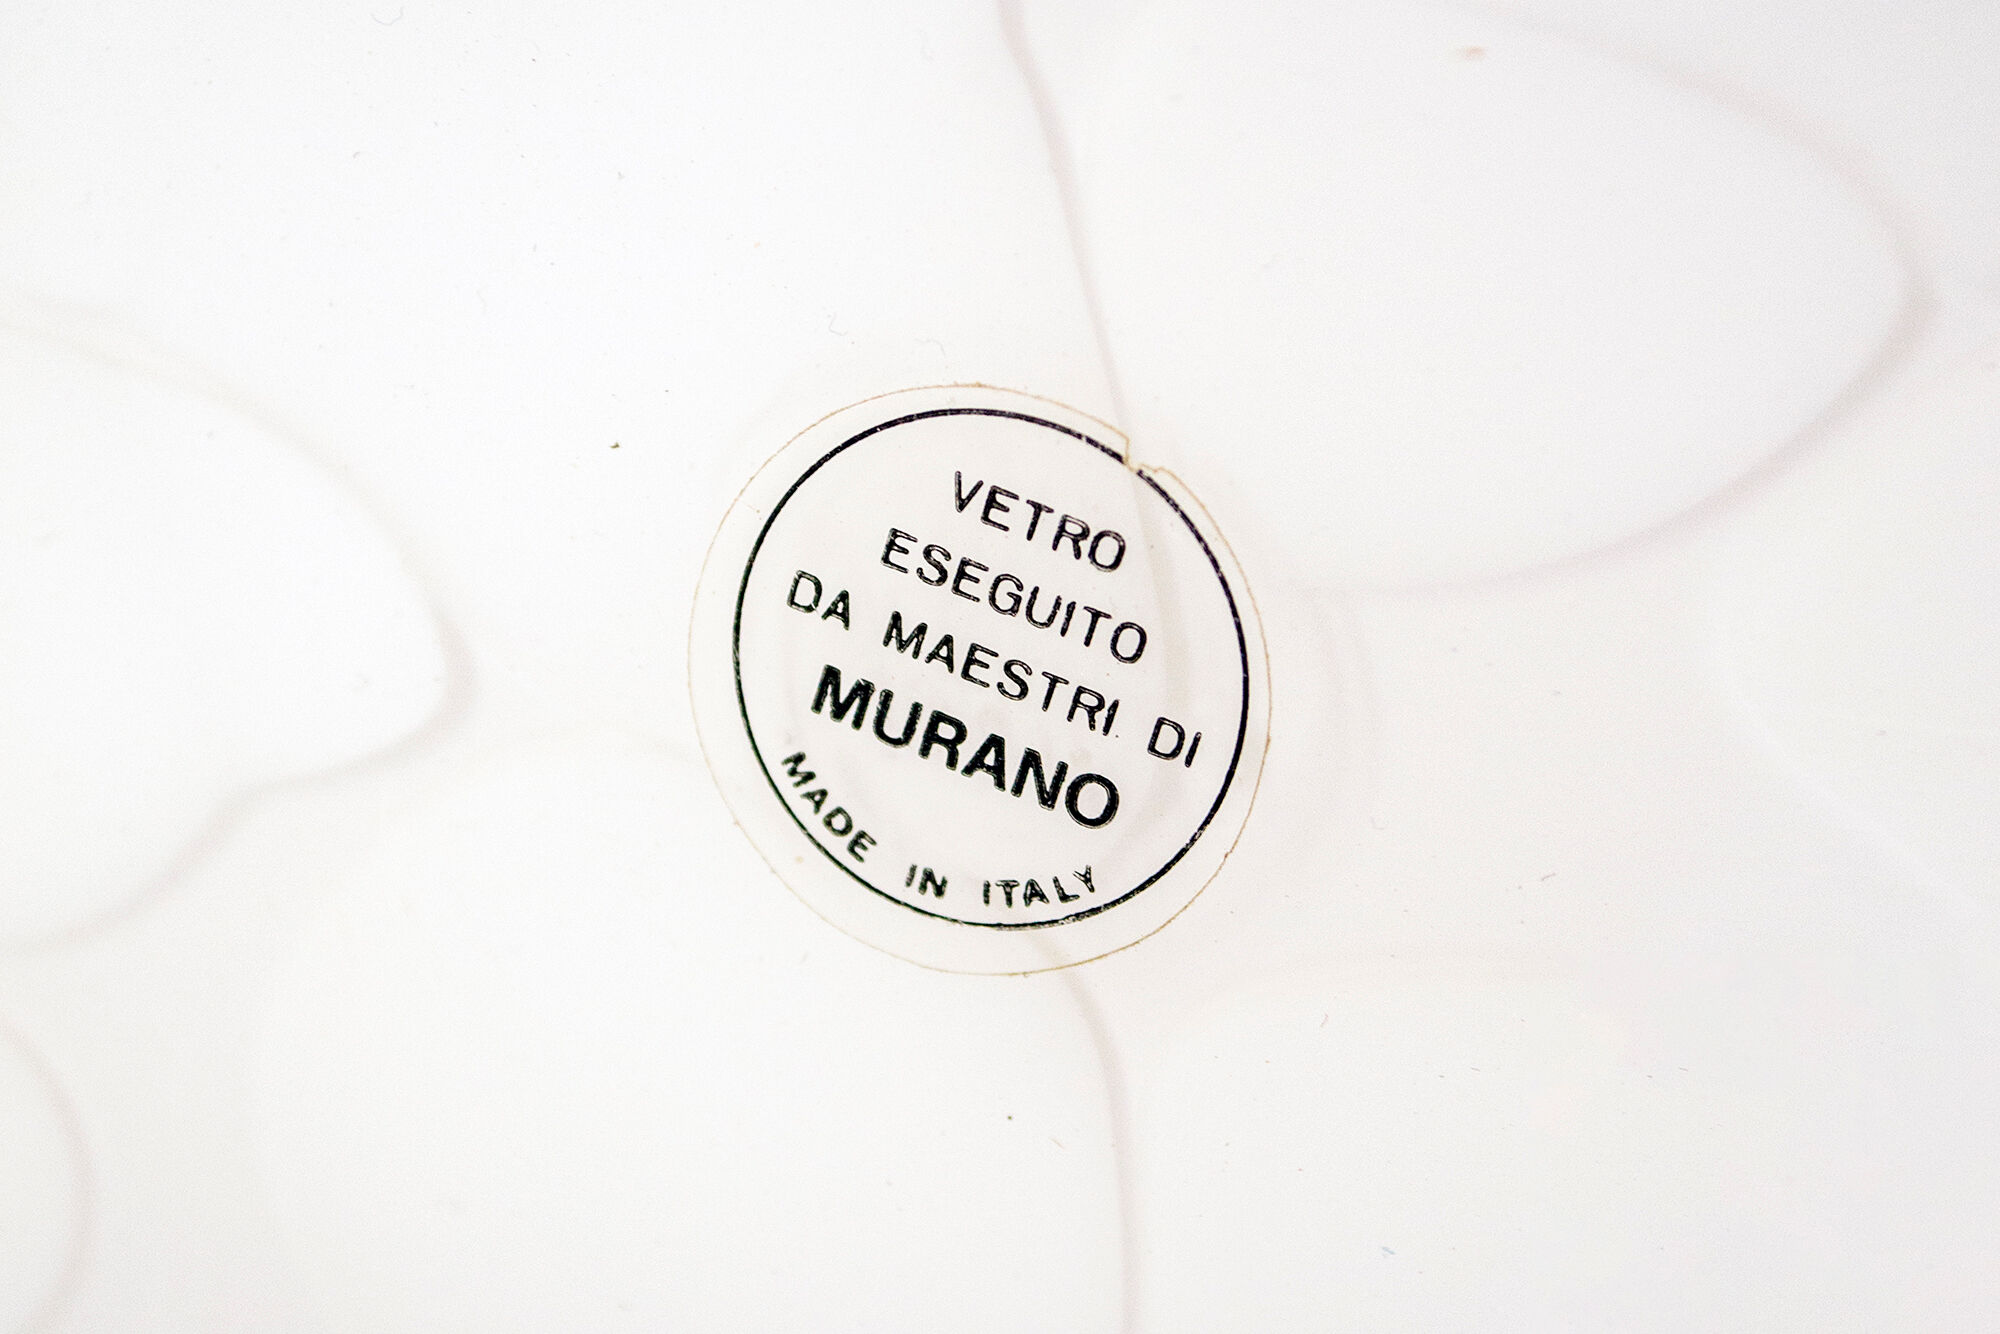 VETRO
ESEGUITO
DA MAESTRI DI
MURANO
MADE IN ITALY